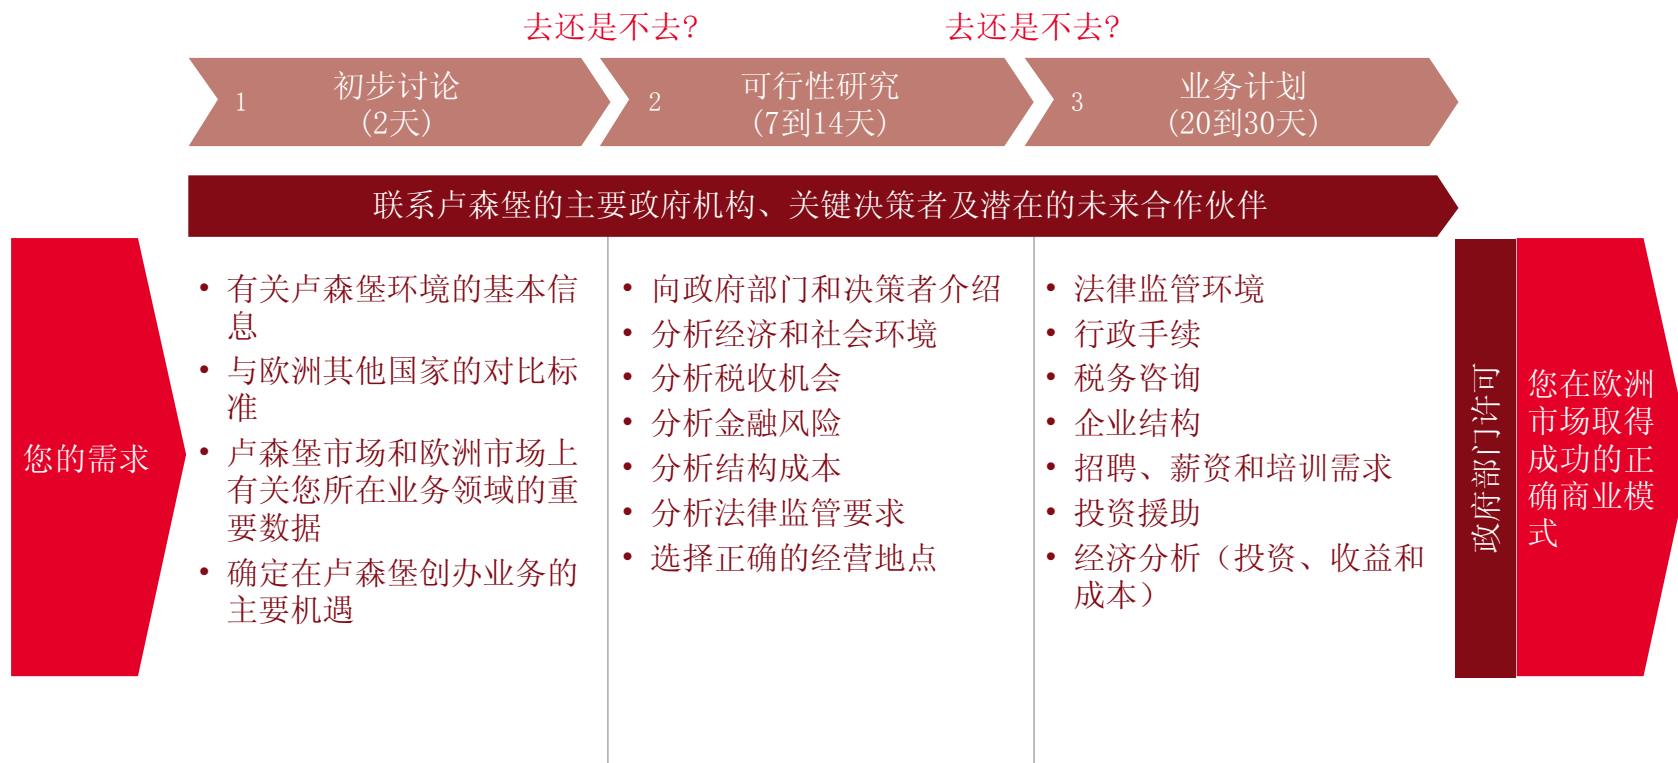 去还是不去?
去还是不去?
1
初步讨论
(2天)
2
可行性研究
(7到14天)
3
业务计划
(20到30天)
联系卢森堡的主要政府机构、关键决策者及潜在的未来合作伙伴
您的需求
• 有关卢森堡环境的基本信
息
• 与欧洲其他国家的对比标
准
• 卢森堡市场和欧洲市场上
有关您所在业务领域的重
要数据
• 确定在卢森堡创办业务的
主要机遇
• 向政府部门和决策者介绍
• 分析经济和社会环境
• 分析税收机会
• 分析金融风险
• 分析结构成本
• 分析法律监管要求
• 选择正确的经营地点
• 法律监管环境
• 行政手续
• 税务咨询
• 企业结构
• 招聘、薪资和培训需求
• 投资援助
• 经济分析（投资、收益和
成本）
政府部门许可
您在欧洲
市场取得
成功的正
确商业模
式